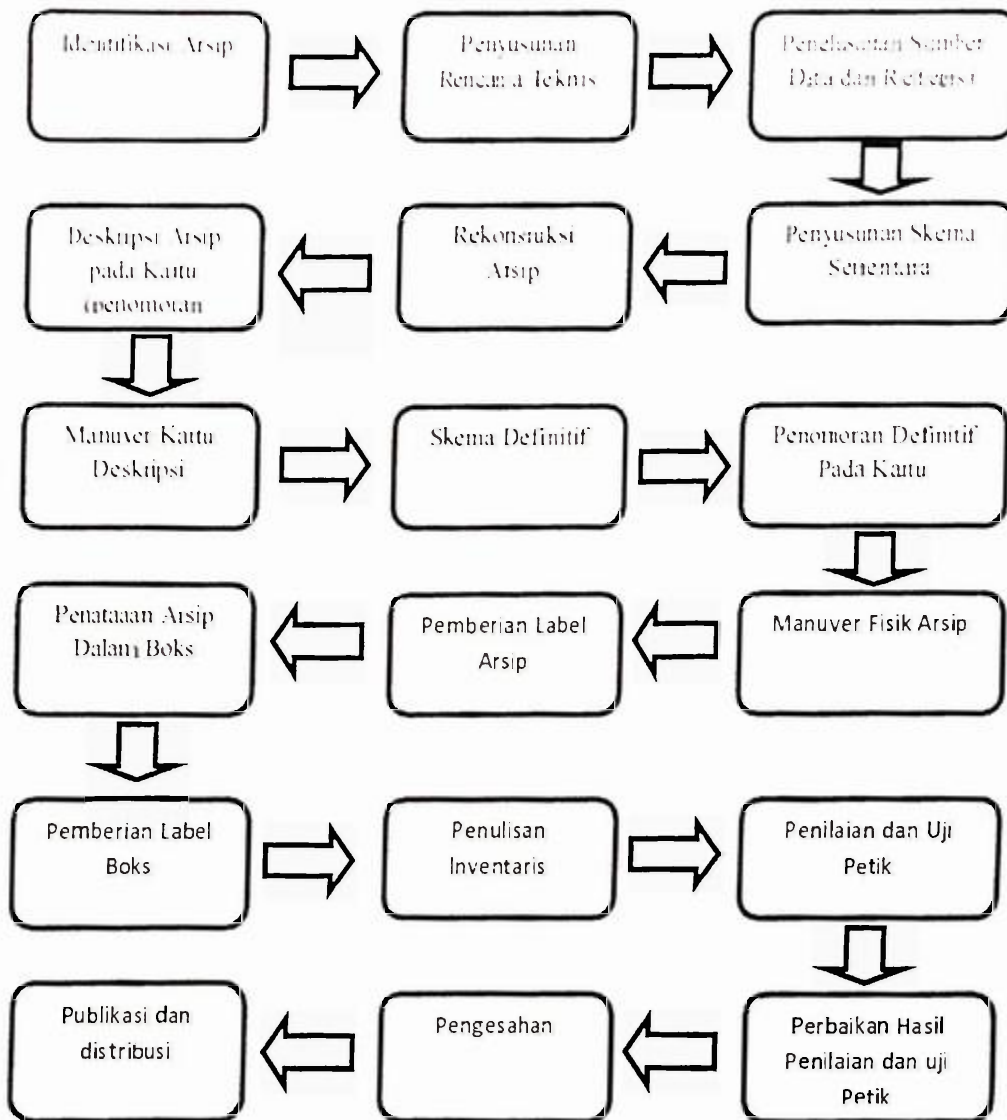 Identifikasi Arsip
Penyusunan
Rencana Teknis
Penelusuran Sumber
Data dan Referensi
Penyusunan Skema
Sementara
Rekonstuksi
Arsip
Deskripsi Arsip
pada Kartu
(penomoran
Manuver Kartu
Deskripsi
Skema Definitif
Penomoran Definitif
Pada Kartu
Manuver Fisik Arsip
Pemberian Label
Arsip
Penataaan Arsip
Dalam Boks
Pemberian Label
Boks
Penulisan
Inventaris
Penilaian dan Uji
Petik
Perbaikan Hasil
Penilaian dan uji
Petik
Pengesahan
Publikasi dan
distribusi